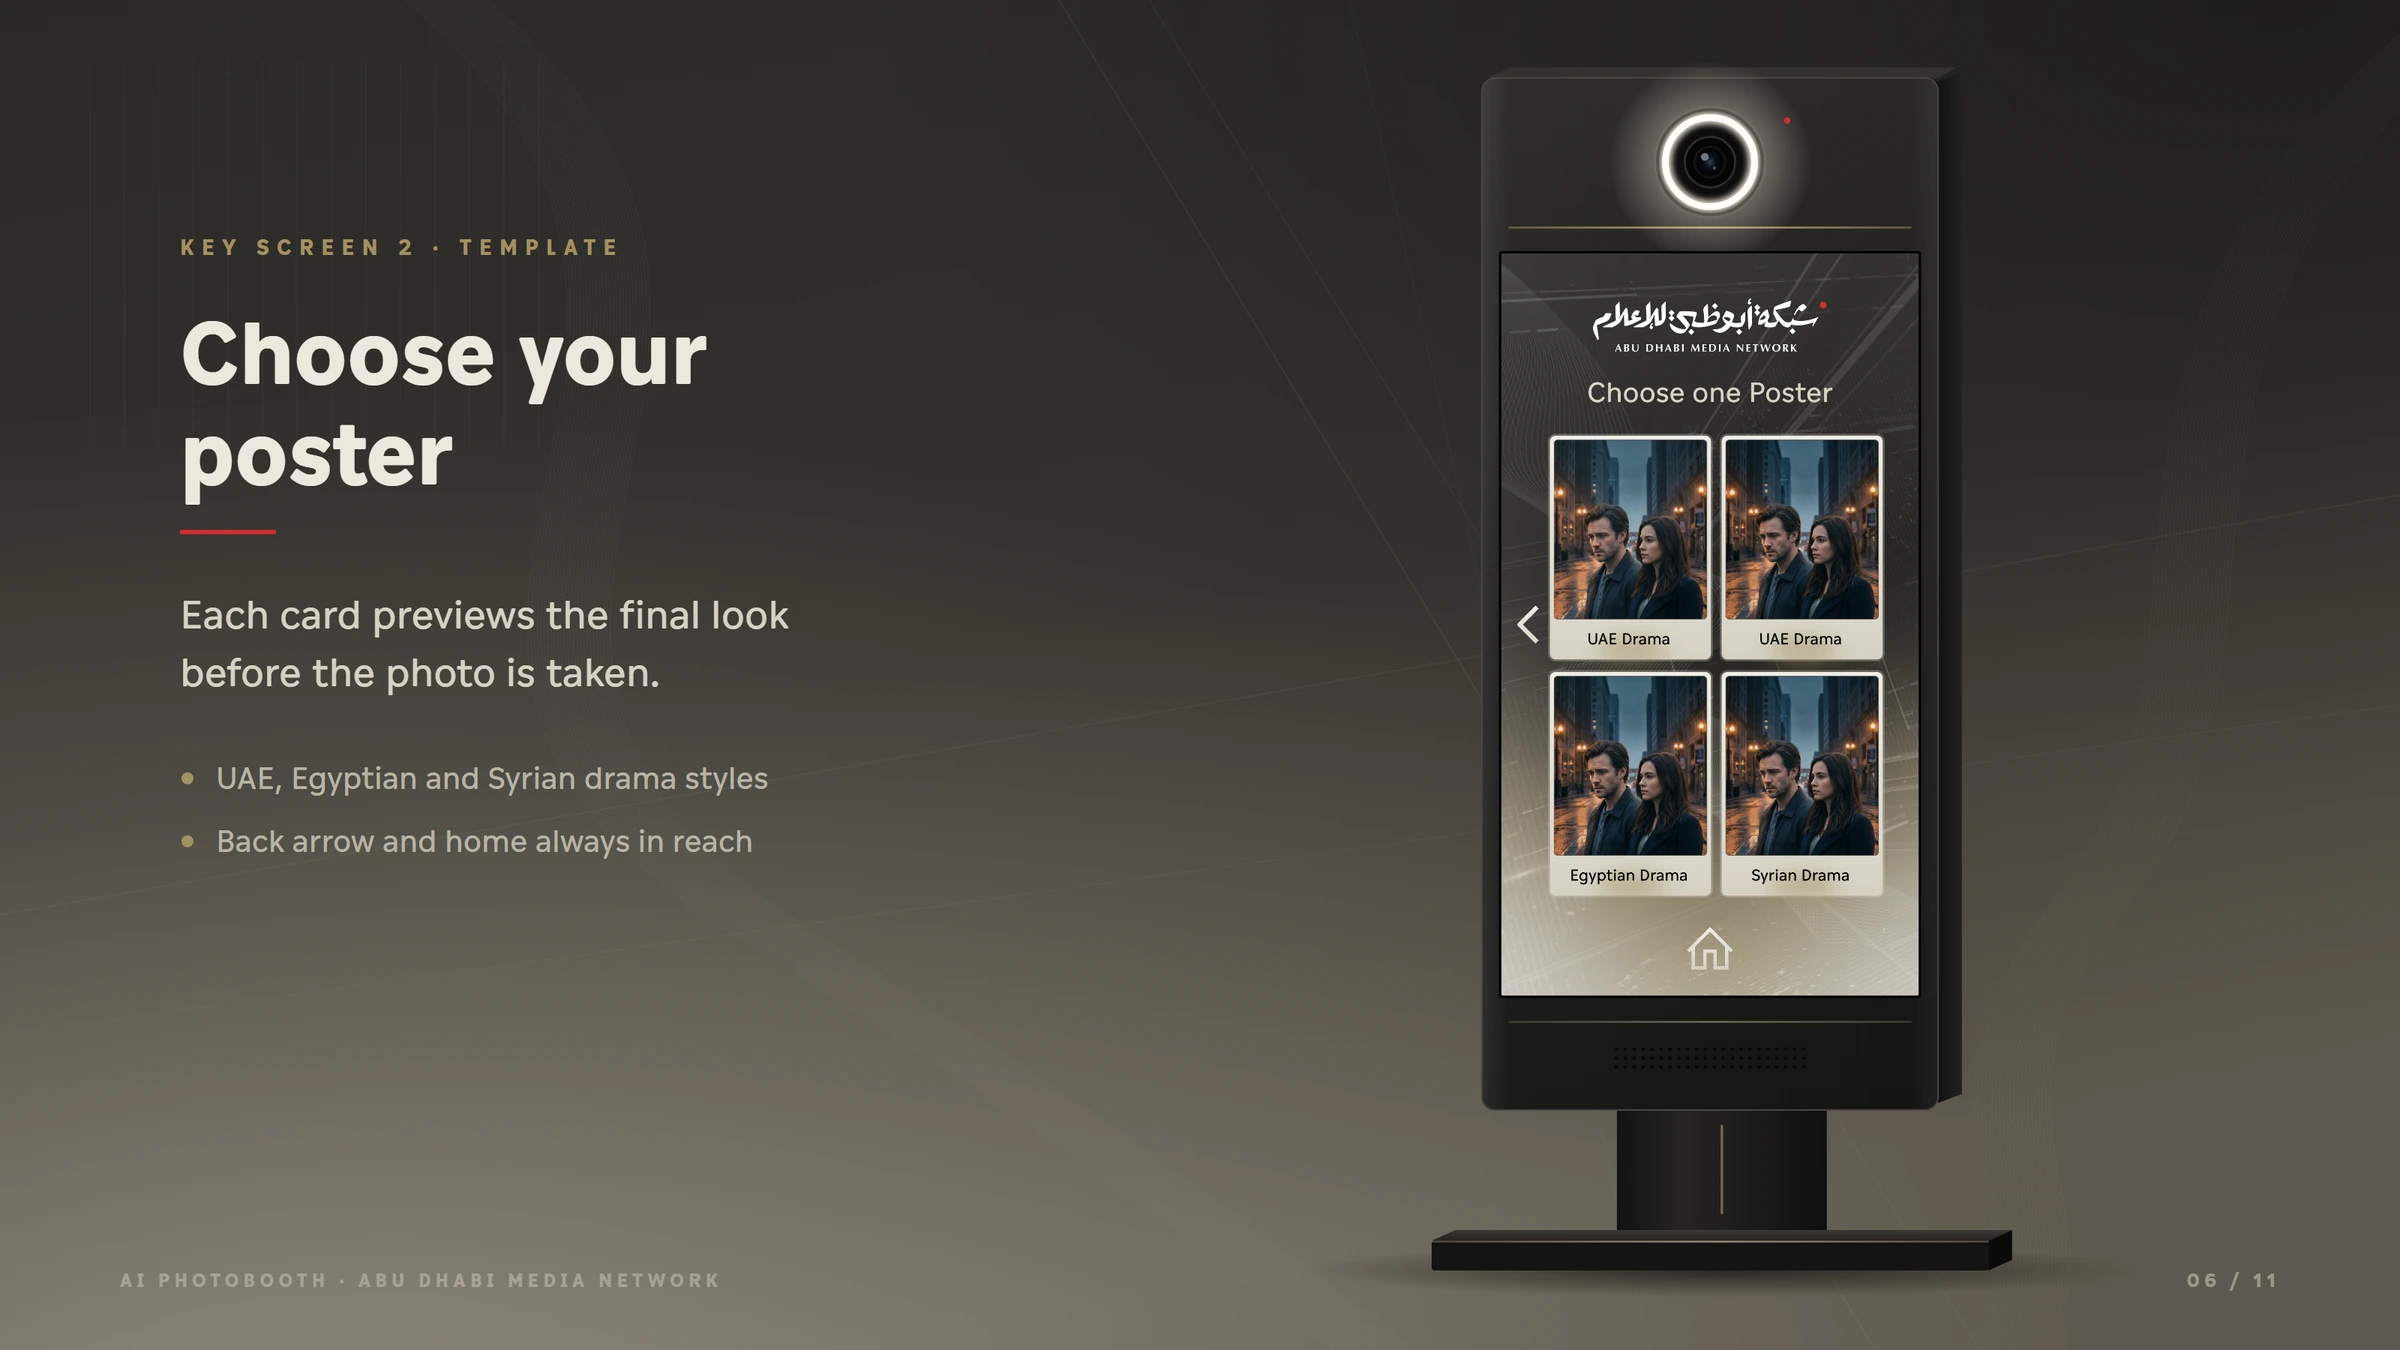 KEY SCREEN 2 · TEMPLATE
Choose your
poster
Each card previews the final look
before the photo is taken.
UAE, Egyptian and Syrian drama styles
Back arrow and home always in reach
شبكة أبوظبي للإعلام
ABU DHABI MEDIA NETWORK
Choose one Poster
UAE Drama
UAE Drama
Egyptian Drama
Syrian Drama
AI PHOTOBOOTH · ABU DHABI MEDIA NETWORK
06 / 11